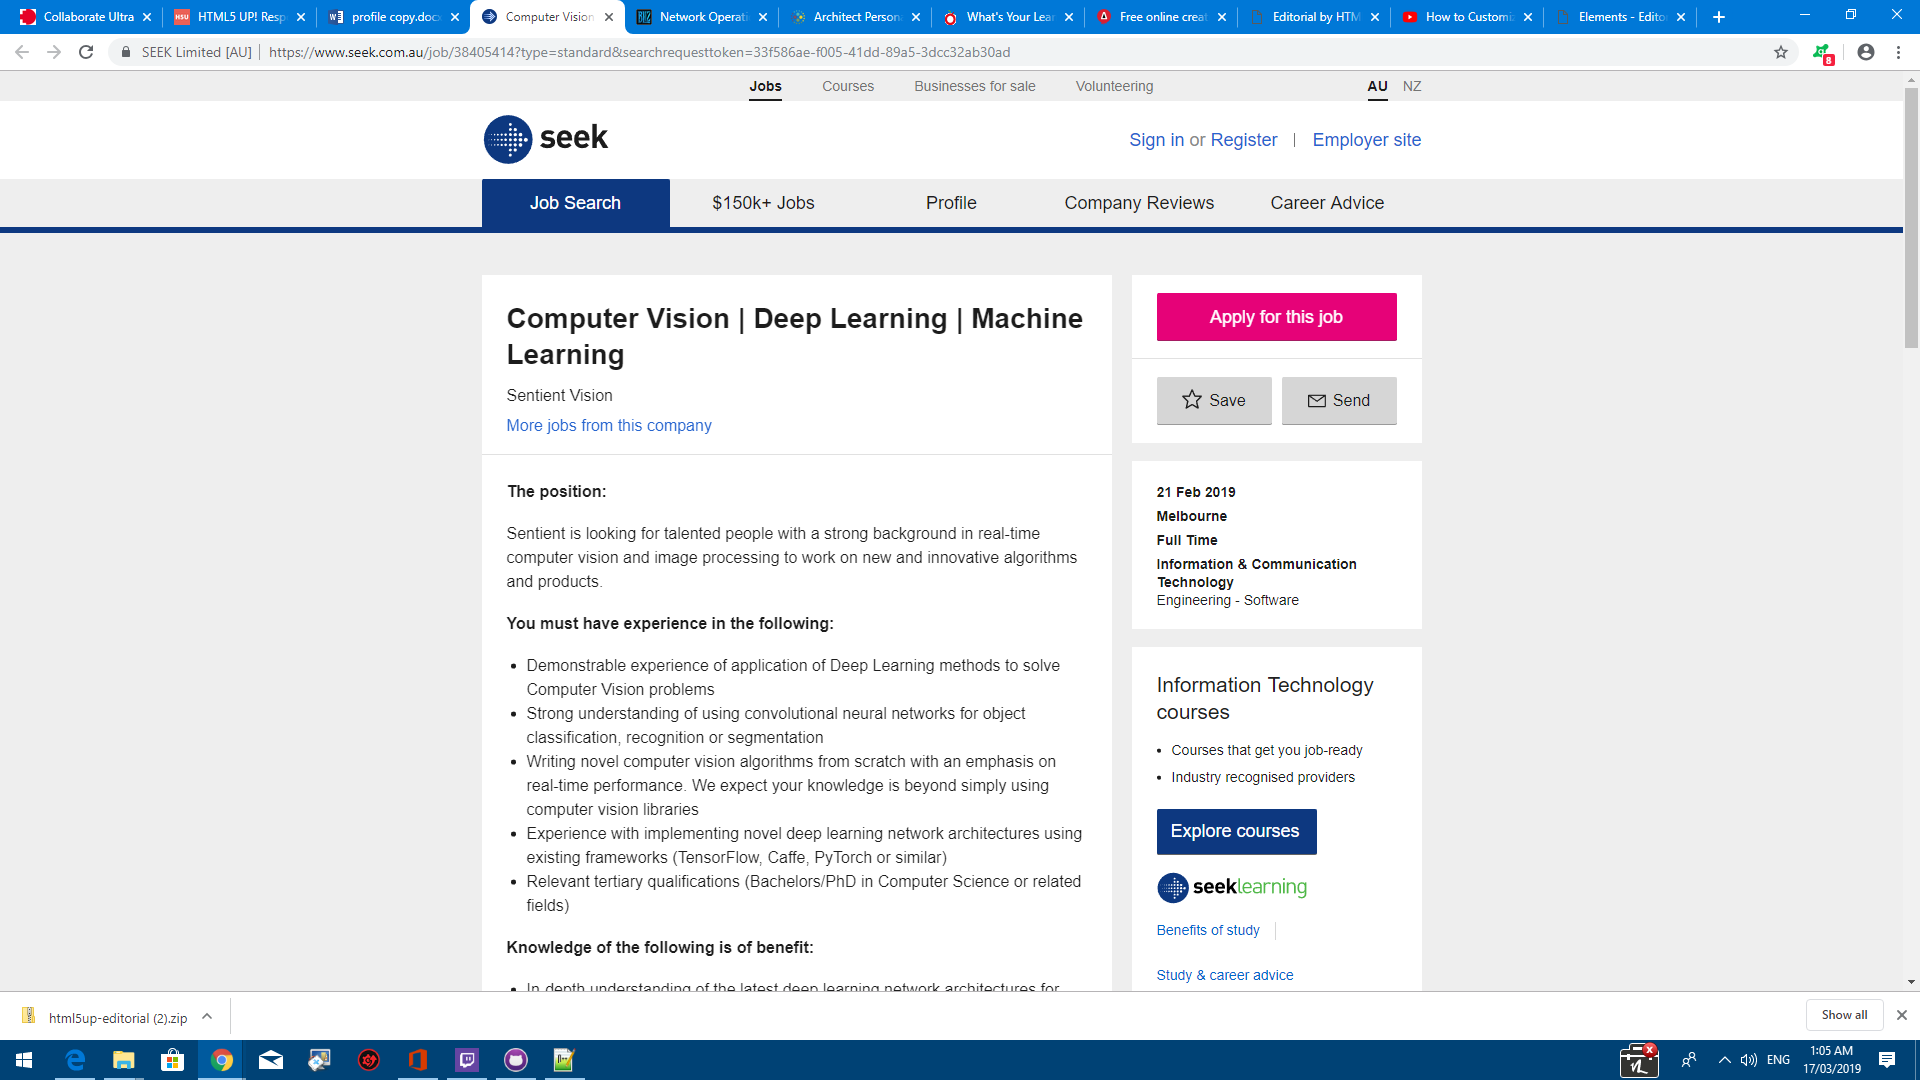 Collaborate Ultra
HTML5 UP! Resp
profile copy.doc
Computer Vision
Network Operati
Architect Person
What's Your Lea
Free online creat
Editorial by HTM
How to Customi
Elements - Edito
SEEK Limited [AU] | https://www.seek.com.au/job/38405414?type=standard&searchrequesttoken=33f586ae-f005-41dd-89a5-3dcc32ab30ad
8
Jobs Courses Businesses for sale Volunteering AU NZ
seek
Sign in or Register | Employer site
Job Search $150k+ Jobs Profile Company Reviews Career Advice
Computer Vision | Deep Learning | Machine
Learning
Sentient Vision
More jobs from this company
The position:
Sentient is looking for talented people with a strong background in real-time
computer vision and image processing to work on new and innovative algorithms
and products.
You must have experience in the following:
• Demonstrable experience of application of Deep Learning methods to solve
Computer Vision problems
• Strong understanding of using convolutional neural networks for object
classification, recognition or segmentation
• Writing novel computer vision algorithms from scratch with an emphasis on
real-time performance. We expect your knowledge is beyond simply using
computer vision libraries
• Experience with implementing novel deep learning network architectures using
existing frameworks (TensorFlow, Caffe, PyTorch or similar)
• Relevant tertiary qualifications (Bachelors/PhD in Computer Science or related
fields)
Knowledge of the following is of benefit:
• In depth understanding of the latest deep learning network architectures for
Apply for this job
Save Send
21 Feb 2019
Melbourne
Full Time
Information & Communication
Technology
Engineering - Software
Information Technology
courses
• Courses that get you job-ready
• Industry recognised providers
Explore courses
seeklearning
Benefits of study
Study & career advice
html5up-editorial (2).zip
Show all
ENG
1:05 AM
17/03/2019